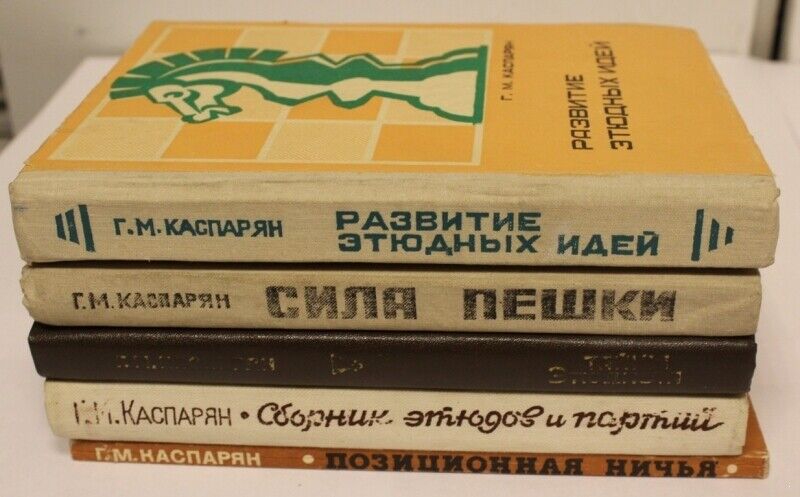 Г. М. КАСПАРЯН
РАЗВИТИЕ
ЭТЮДНЫХ ИДЕЙ
Г. М. КАСПАРЯН
РАЗВИТИЕ
ЭТЮДНЫХ ИДЕЙ
Г.М. КАСПАРЯН СИЛА ПЕШКИ
Г.М. КАСПАРЯН • Сборник этюдов и партий
Г.М. КАСПАРЯН • ПОЗИЦИОННАЯ НИЧЬЯ •